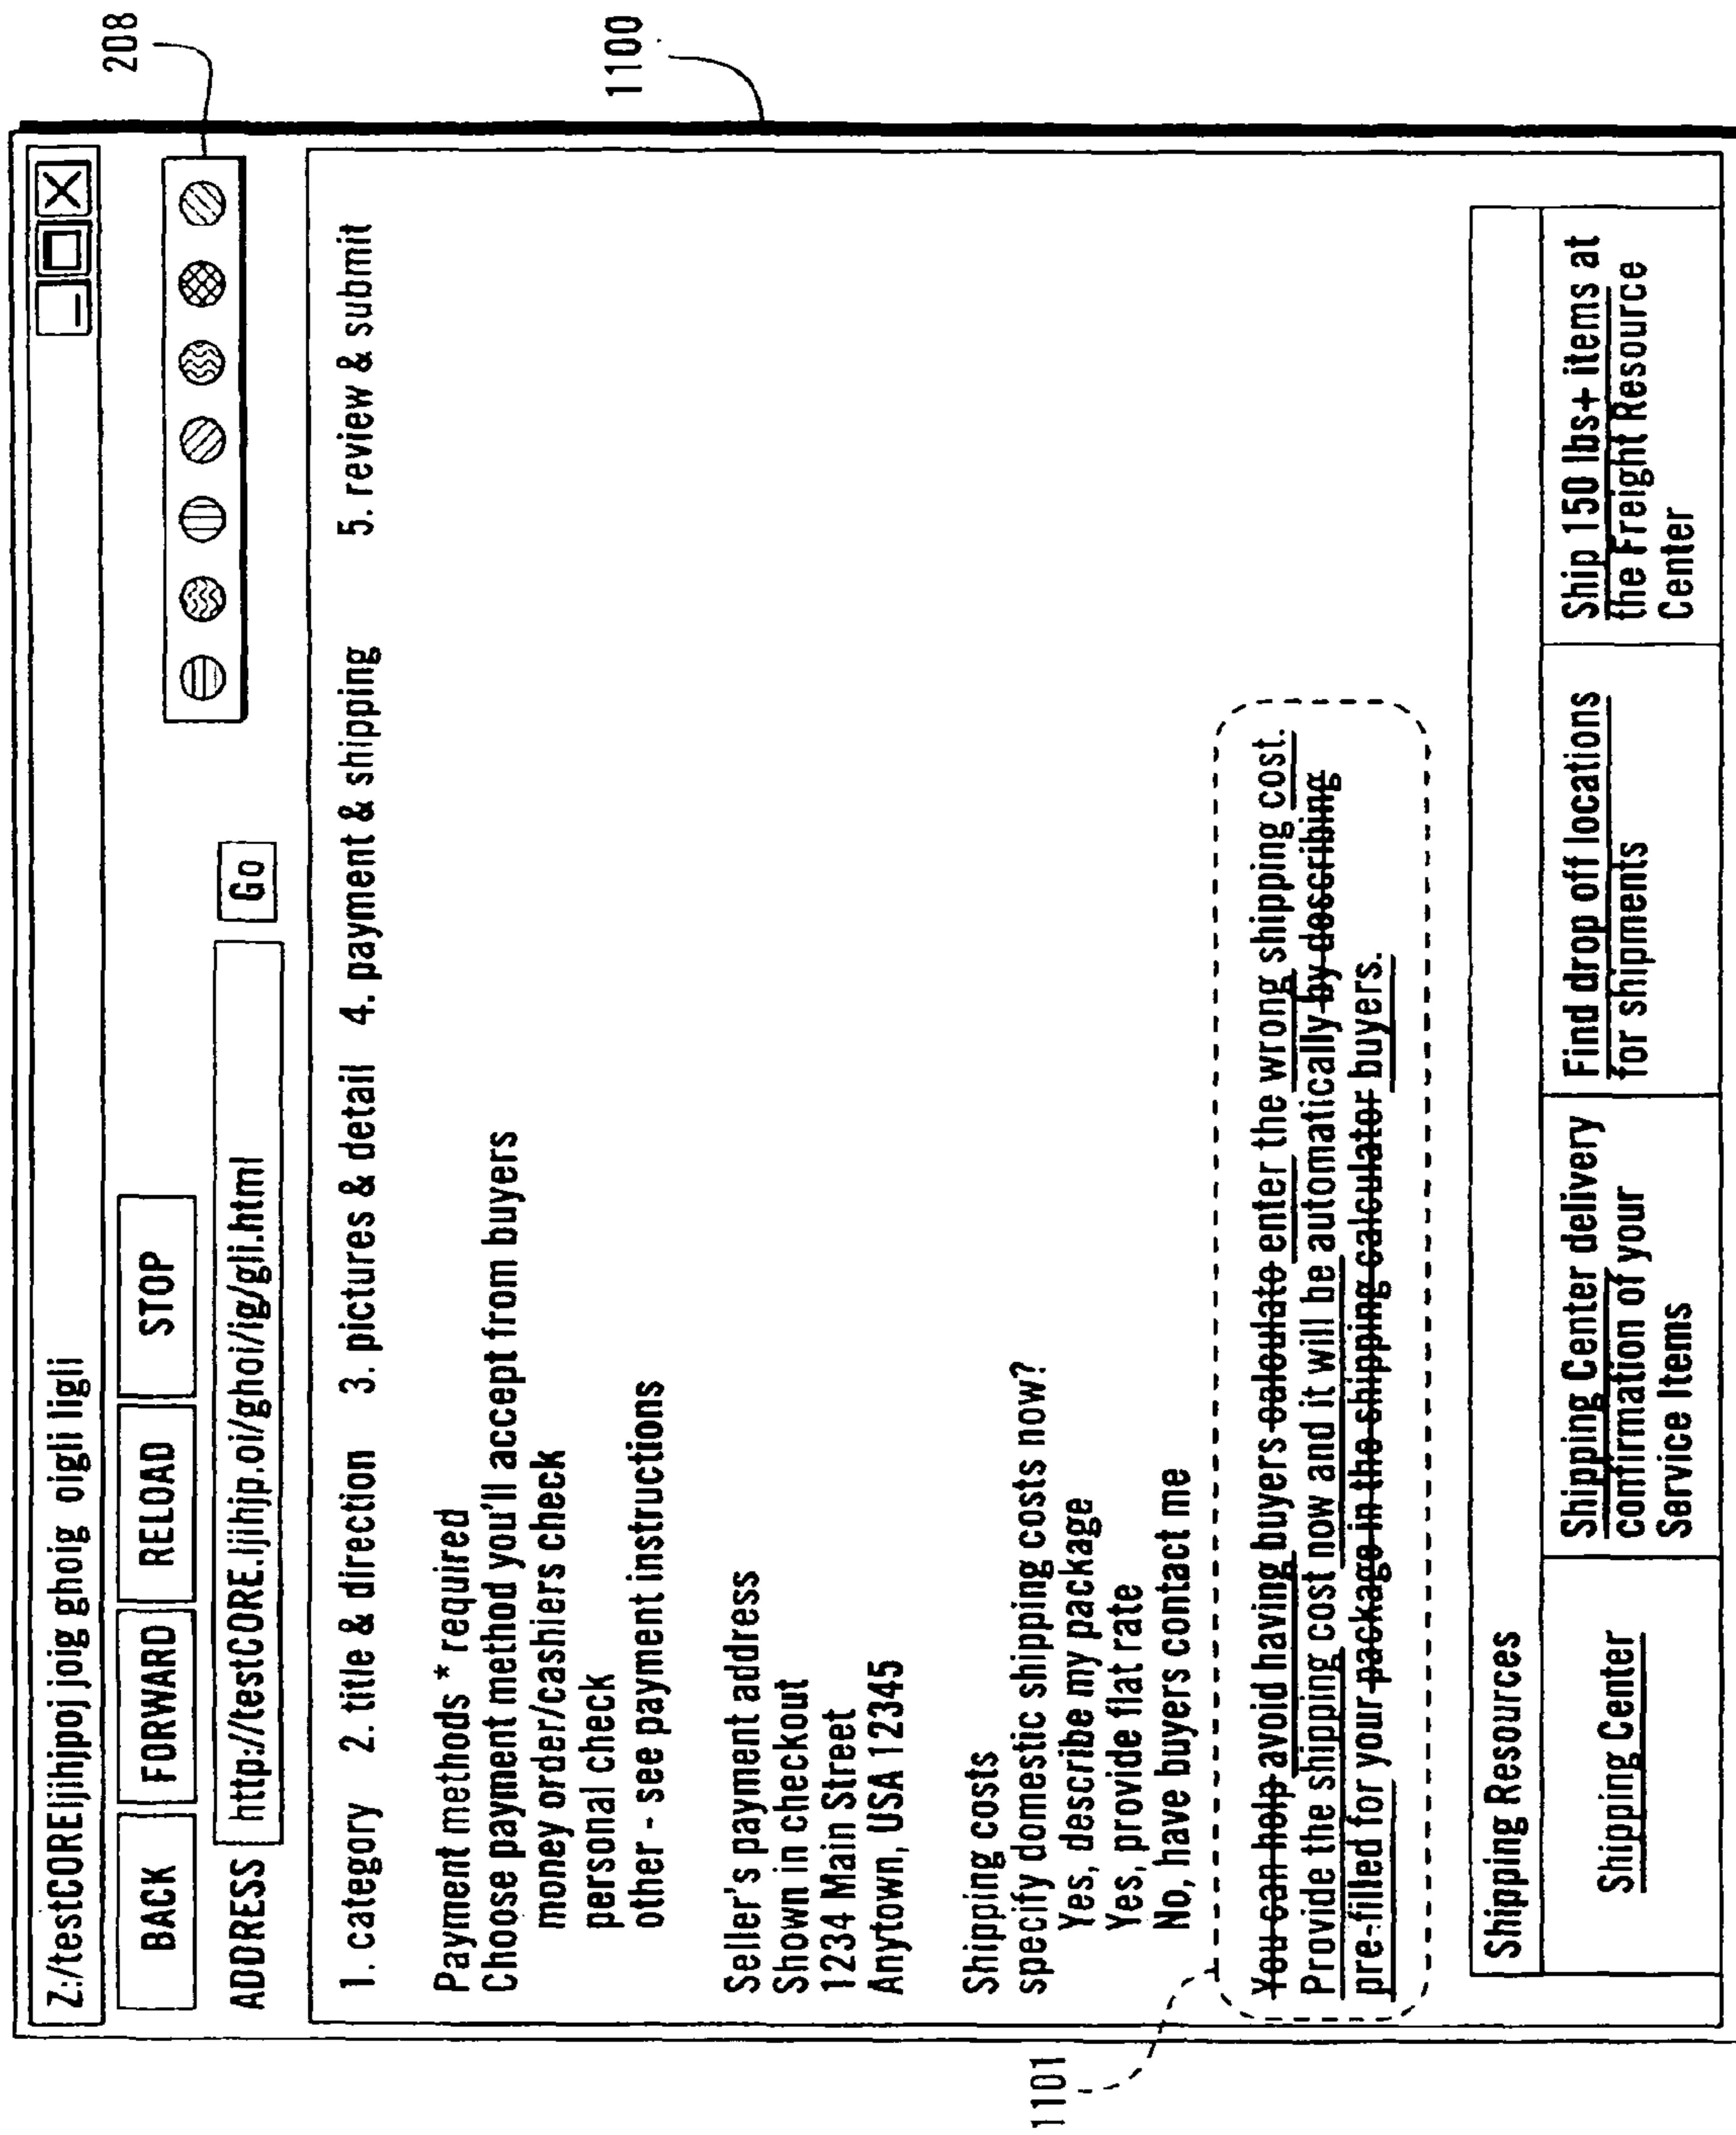 208
1100
Z:/testCOREljihjpoj joig ghoig oigli ligli
BACK FORWARD RELOAD STOP
ADDRESS http://testCORE.ljihjp.oi/ghoi/ig/gli.html Go
1. category 2. title & direction 3. pictures & detail 4. payment & shipping 5. review & submit
Payment methods * required
Choose payment method you'll accept from buyers
money order/cashiers check
personal check
other - see payment instructions
Seller's payment address
Shown in checkout
1234 Main Street
Anytown, USA 12345
Shipping costs
specify domestic shipping costs now?
Yes, describe my package
Yes, provide flat rate
No, have buyers contact me
1101
You can help avoid having buyers calculate enter the wrong shipping cost.
Provide the shipping cost now and it will be automatically by describing
pre-filled for your package in the shipping calculator buyers.
Shipping Resources
Shipping Center
Shipping Center delivery
confirmation of your
Service Items
Find drop off locations
for shipments
Ship 150 lbs+ items at
the Freight Resource
Center